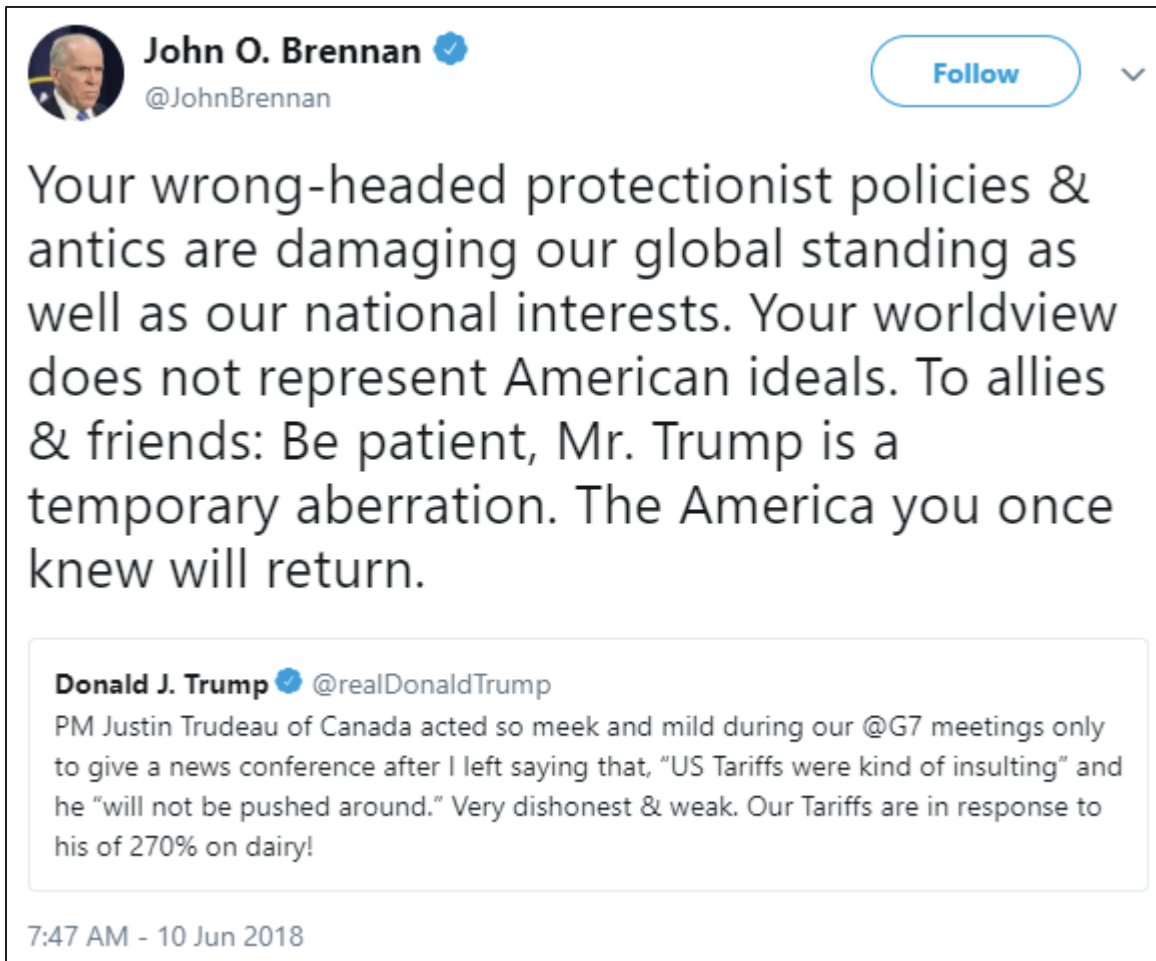 John O. Brennan
@JohnBrennan
Follow
Your wrong-headed protectionist policies &
antics are damaging our global standing as
well as our national interests. Your worldview
does not represent American ideals. To allies
& friends: Be patient, Mr. Trump is a
temporary aberration. The America you once
knew will return.
Donald J. Trump @realDonaldTrump
PM Justin Trudeau of Canada acted so meek and mild during our @G7 meetings only
to give a news conference after I left saying that, “US Tariffs were kind of insulting” and
he “will not be pushed around.” Very dishonest & weak. Our Tariffs are in response to
his of 270% on dairy!
7:47 AM - 10 Jun 2018